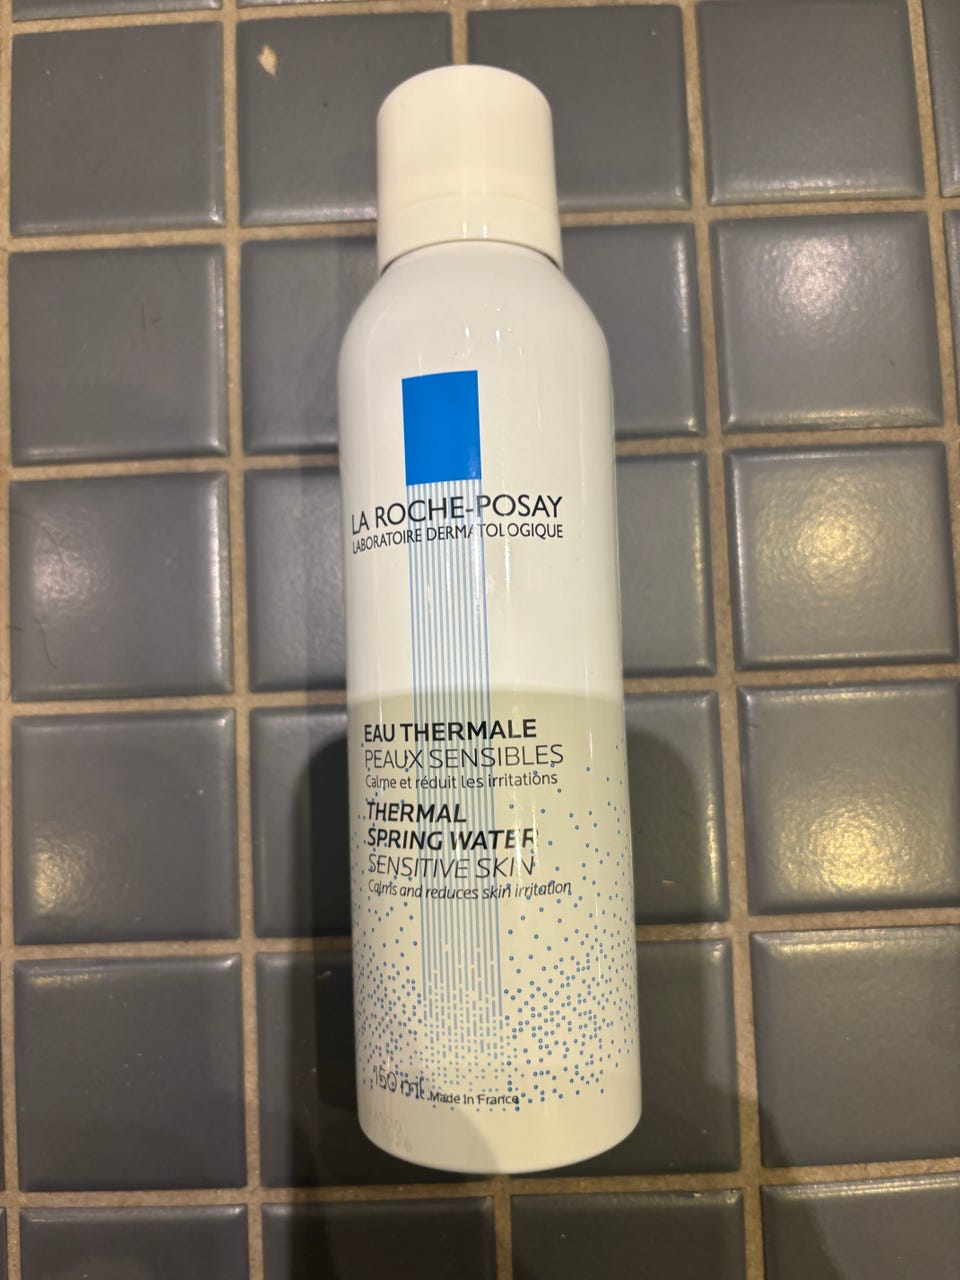 LA ROCHE-POSAY
LABORATOIRE DERMATOLOGIQUE
EAU THERMALE
PEAUX SENSIBLES
Calme et réduit les irritations
THERMAL
SPRING WATER
SENSITIVE SKIN
Calms and reduces skin irritation
150 ml
Made In France